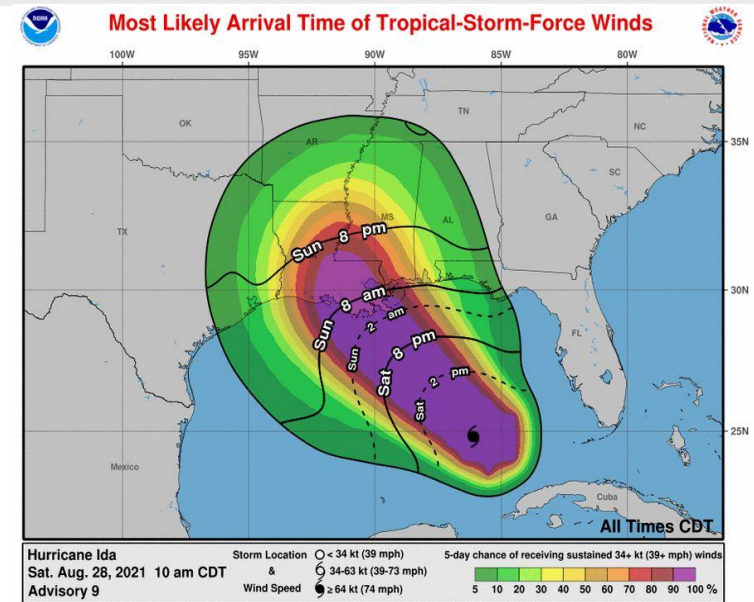 Most Likely Arrival Time of Tropical-Storm-Force Winds
NOAA
100W 95W 90W 85W 80W
TN
OK
AR
NC
35N
SC
MS
AL
GA
TX
Sun 8 pm
30N
Sun 8 am
Sun 2 am
FL
Sat 8 pm
Sat 2 pm
25N
Mexico
Cuba
All Times CDT
Hurricane Ida
Sat. Aug. 28, 2021 10 am CDT
Advisory 9
Storm Location
&
Wind Speed
< 34 kt (39 mph)
34-63 kt (39-73 mph)
≥ 64 kt (74 mph)
5-day chance of receiving sustained 34+ kt (39+ mph) winds
5 10 20 30 40 50 60 70 80 90 100 %